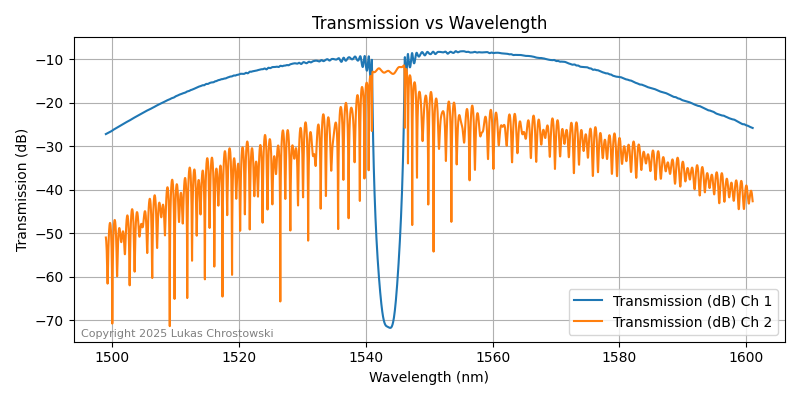 Transmission vs Wavelength
Transmission (dB)
−10
−20
−30
−40
−50
−60
−70
Transmission (dB) Ch 1
Transmission (dB) Ch 2
Copyright 2025 Lukas Chrostowski
1500
1520
1540
1560
1580
1600
Wavelength (nm)